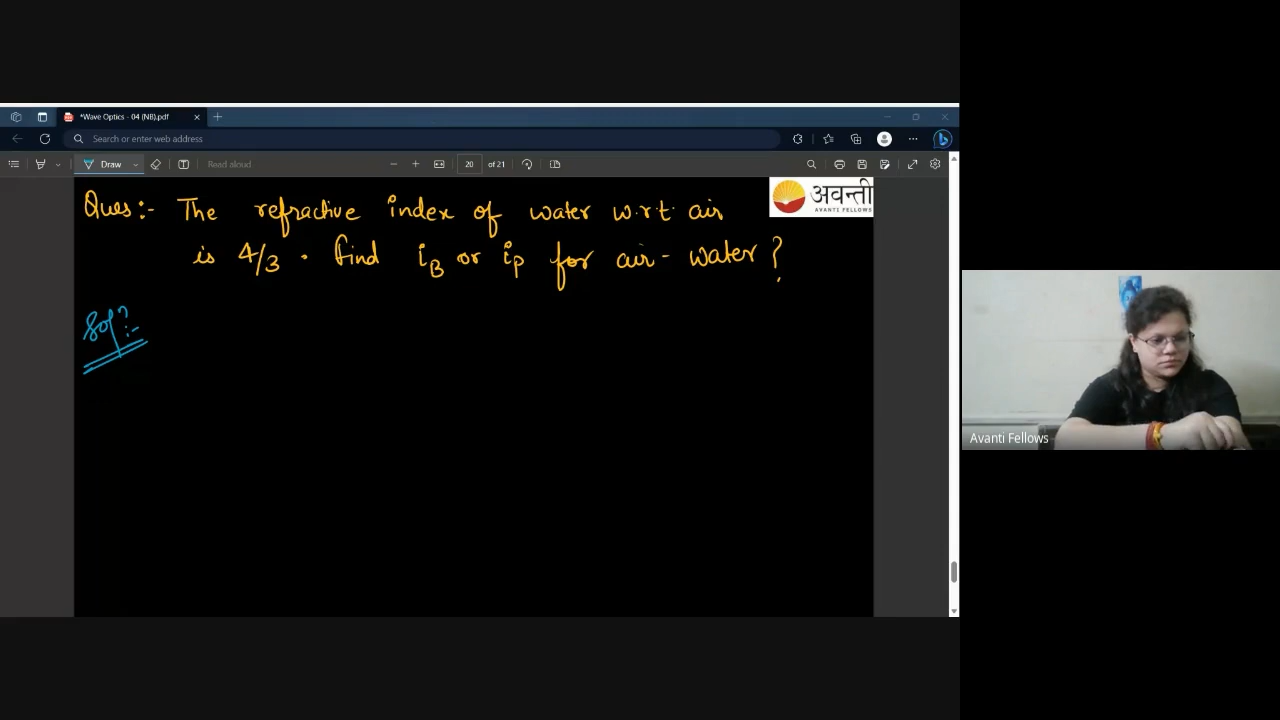 *Wave Optics - 04 (NB).pdf
Search or enter web address
Draw
Read aloud
20 of 21
Ques:- The refractive index of water w.r.t. air
is 4/3 . find iB or ip for air - water ?
अवन्ती
AVANTI FELLOWS
Solⁿ:-
Avanti Fellows